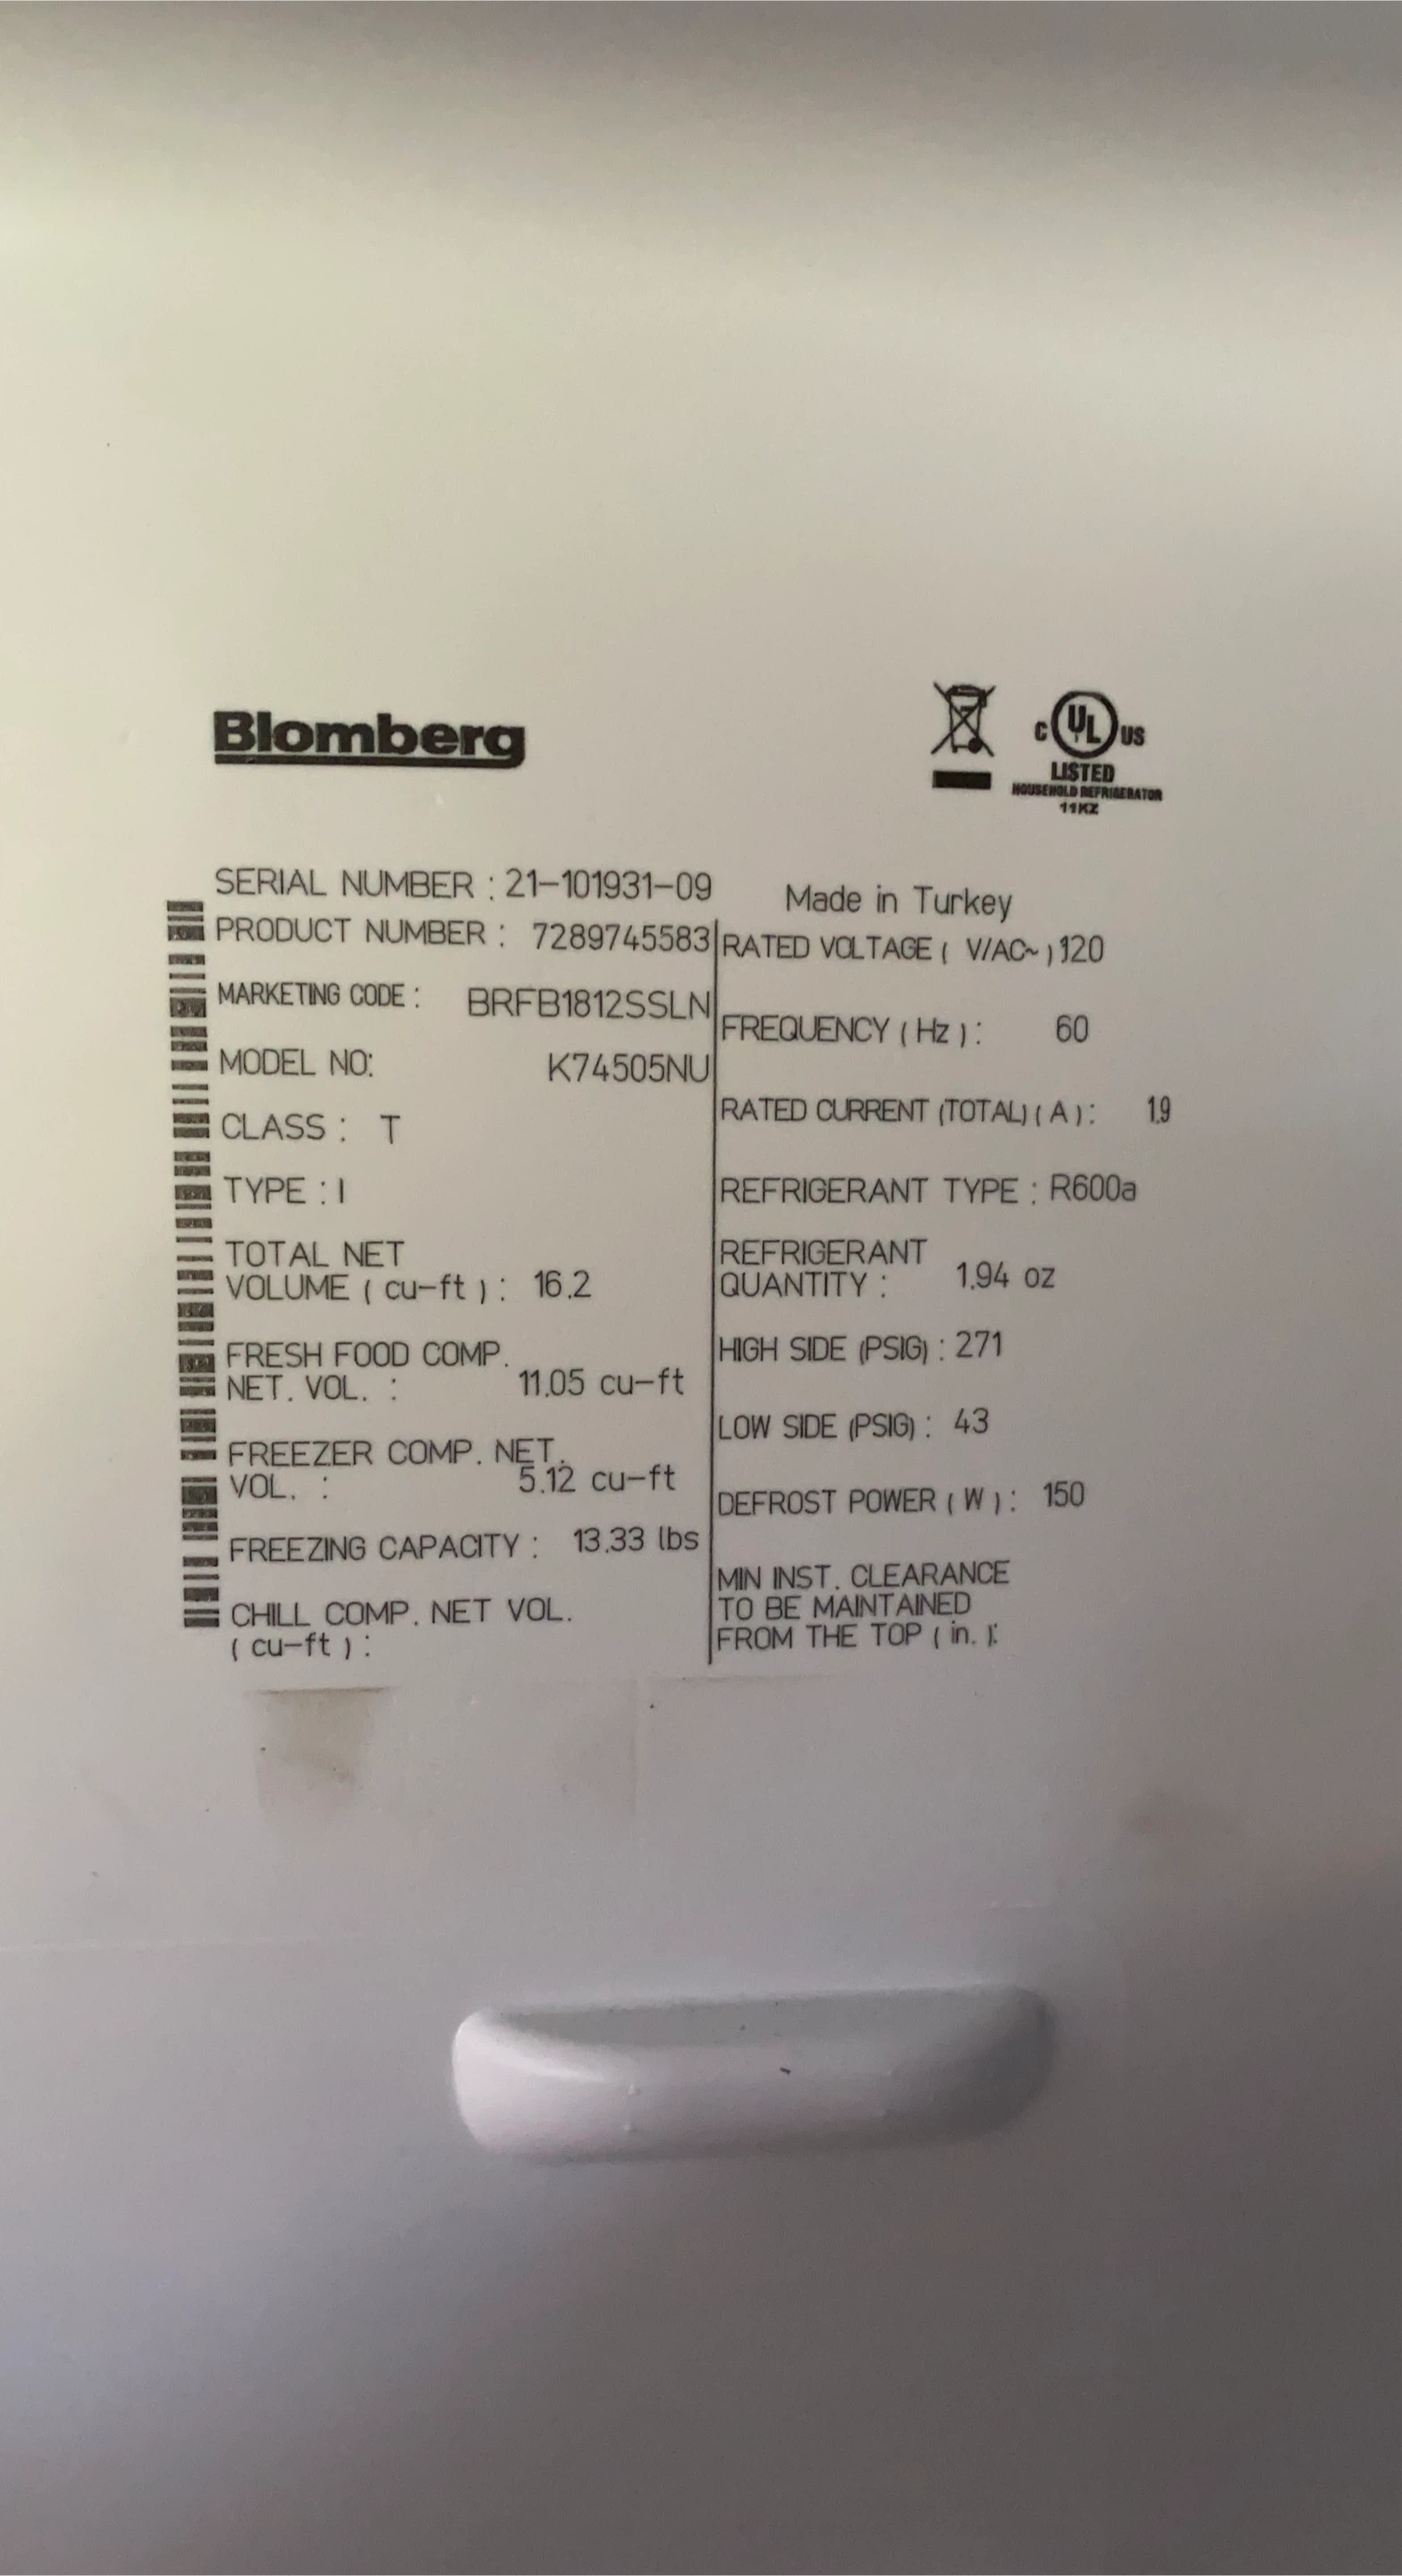 Blomberg
C UL US
LISTED
HOUSEHOLD REFRIGERATOR
11KZ
SERIAL NUMBER : 21-101931-09
Made in Turkey
PRODUCT NUMBER : 7289745583
MARKETING CODE : BRFB1812SSLN
MODEL NO: K74505NU
CLASS : T
TYPE : I
TOTAL NET
VOLUME ( cu-ft ) : 16.2
FRESH FOOD COMP.
NET. VOL. : 11.05 cu-ft
FREEZER COMP. NET.
VOL. : 5.12 cu-ft
FREEZING CAPACITY : 13.33 lbs
CHILL COMP. NET VOL.
( cu-ft ) :
RATED VOLTAGE ( V/AC~ ) 120
FREQUENCY ( Hz ) : 60
RATED CURRENT (TOTAL) ( A ) : 1.9
REFRIGERANT TYPE : R600a
REFRIGERANT
QUANTITY : 1.94 oz
HIGH SIDE (PSIG) : 271
LOW SIDE (PSIG) : 43
DEFROST POWER ( W ) : 150
MIN INST. CLEARANCE
TO BE MAINTAINED
FROM THE TOP ( in. ):